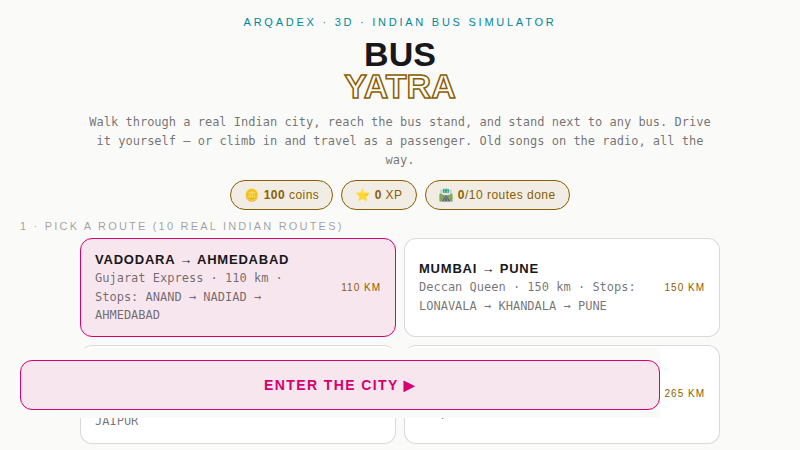 ARQADEX · 3D · INDIAN BUS SIMULATOR
BUS
YATRA
Walk through a real Indian city, reach the bus stand, and stand next to any bus. Drive
it yourself — or climb in and travel as a passenger. Old songs on the radio, all the
way.
🪙 100 coins ⭐ 0 XP 🛣️ 0/10 routes done
1 · PICK A ROUTE (10 REAL INDIAN ROUTES)
VADODARA → AHMEDABAD
Gujarat Express · 110 km ·
Stops: ANAND → NADIAD →
AHMEDABAD
110 KM
MUMBAI → PUNE
Deccan Queen · 150 km · Stops:
LONAVALA → KHANDALA → PUNE
150 KM
ENTER THE CITY ▶
265 KM
JAIPUR